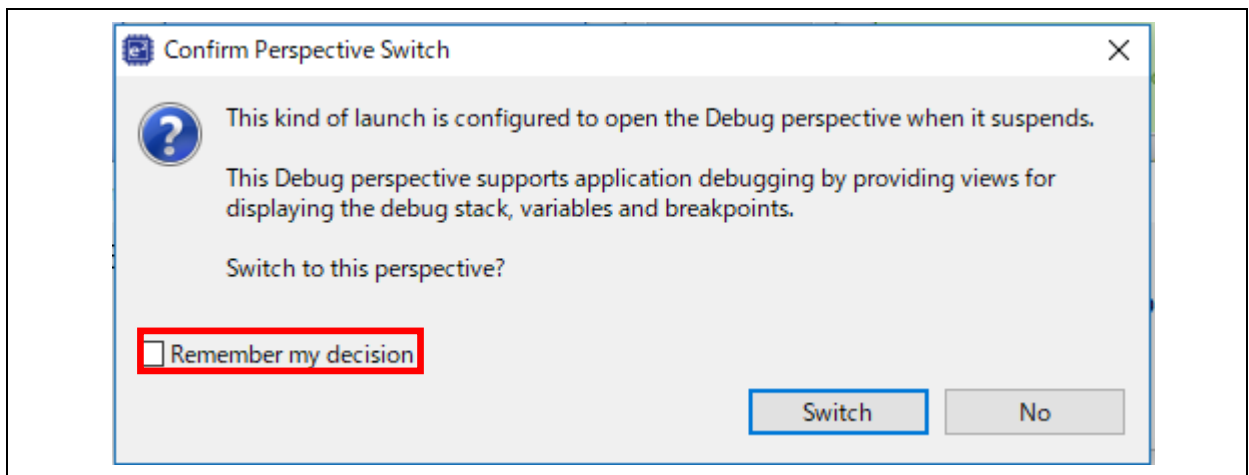 Confirm Perspective Switch
This kind of launch is configured to open the Debug perspective when it suspends.
This Debug perspective supports application debugging by providing views for
displaying the debug stack, variables and breakpoints.
Switch to this perspective?
Remember my decision
Switch
No